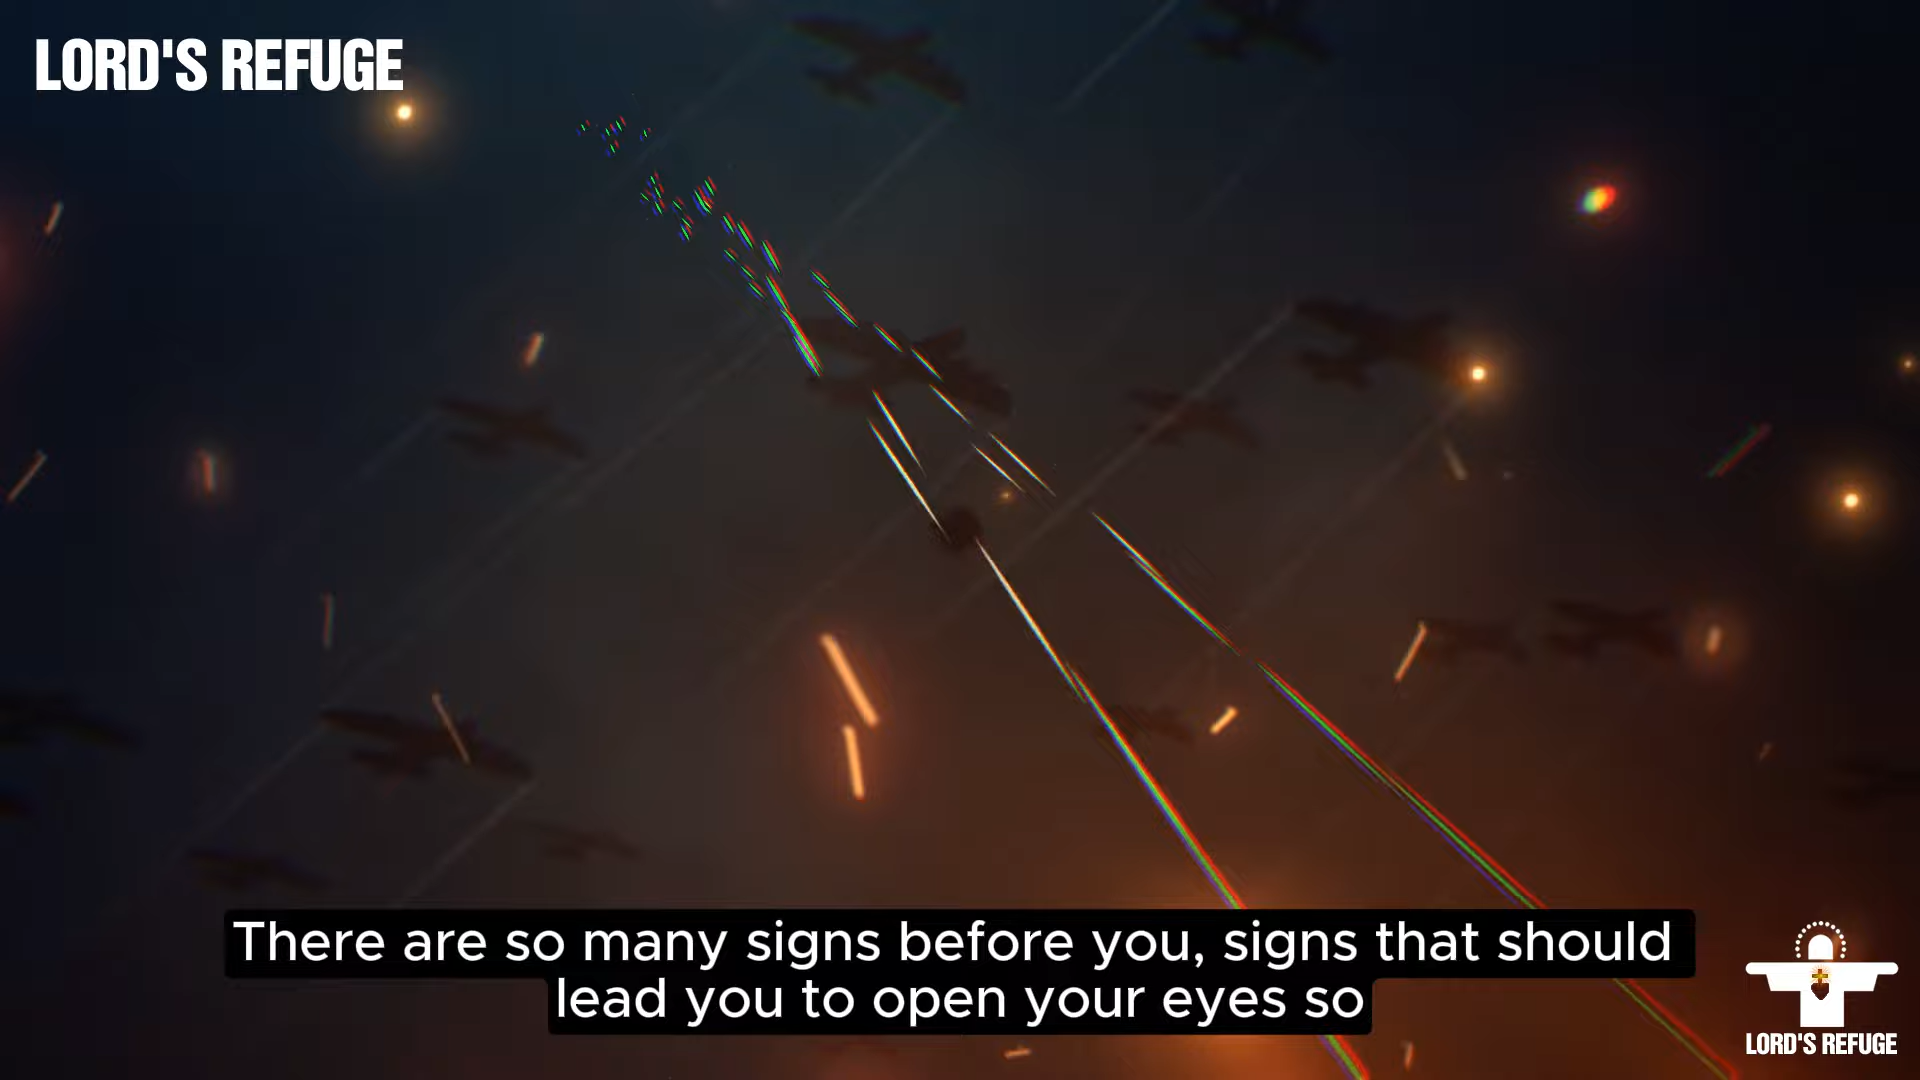 LORD'S REFUGE
There are so many signs before you, signs that should
lead you to open your eyes so
LORD'S REFUGE